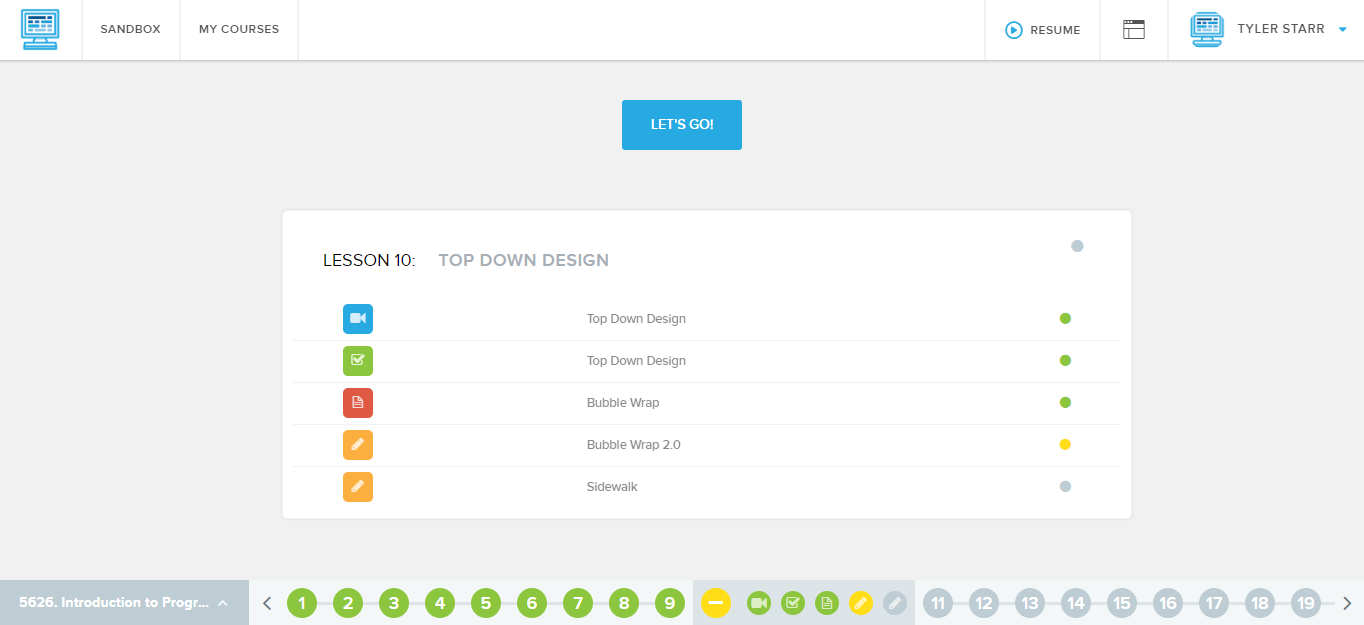 SANDBOX
MY COURSES
RESUME
TYLER STARR
LET'S GO!
LESSON 10: TOP DOWN DESIGN
Top Down Design
Top Down Design
Bubble Wrap
Bubble Wrap 2.0
Sidewalk
5626. Introduction to Progr...
1 2 3 4 5 6 7 8 9 11 12 13 14 15 16 17 18 19